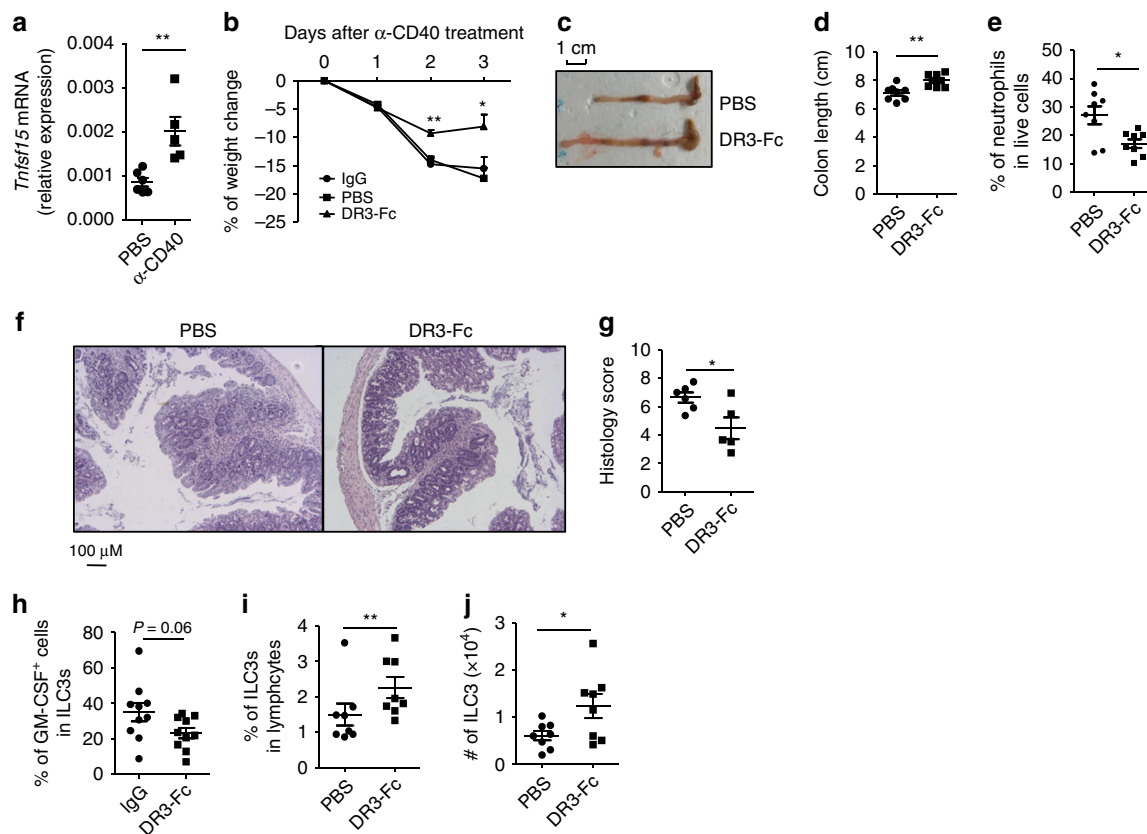 a
Tnfsf15 mRNA
(relative expression)
0.004
0.003
0.002
0.001
0.000
**
PBS
α-CD40
b
Days after α-CD40 treatment
0 1 2 3
% of weight change
0
−5
−10
−15
−20
−25
**
*
IgG
PBS
DR3-Fc
c
1 cm
PBS
DR3-Fc
d
Colon length (cm)
10
8
6
4
2
0
**
PBS
DR3-Fc
e
% of neutrophils
in live cells
50
40
30
20
10
0
*
PBS
DR3-Fc
f
PBS
DR3-Fc
100 μM
g
Histology score
10
8
6
4
2
0
*
PBS
DR3-Fc
h
% of GM-CSF+ cells
in ILC3s
80
60
40
20
0
P = 0.06
IgG
DR3-Fc
i
% of ILC3s
in lymphcytes
4
3
2
1
0
**
PBS
DR3-Fc
j
# of ILC3 (×10⁴)
3
2
1
0
*
PBS
DR3-Fc